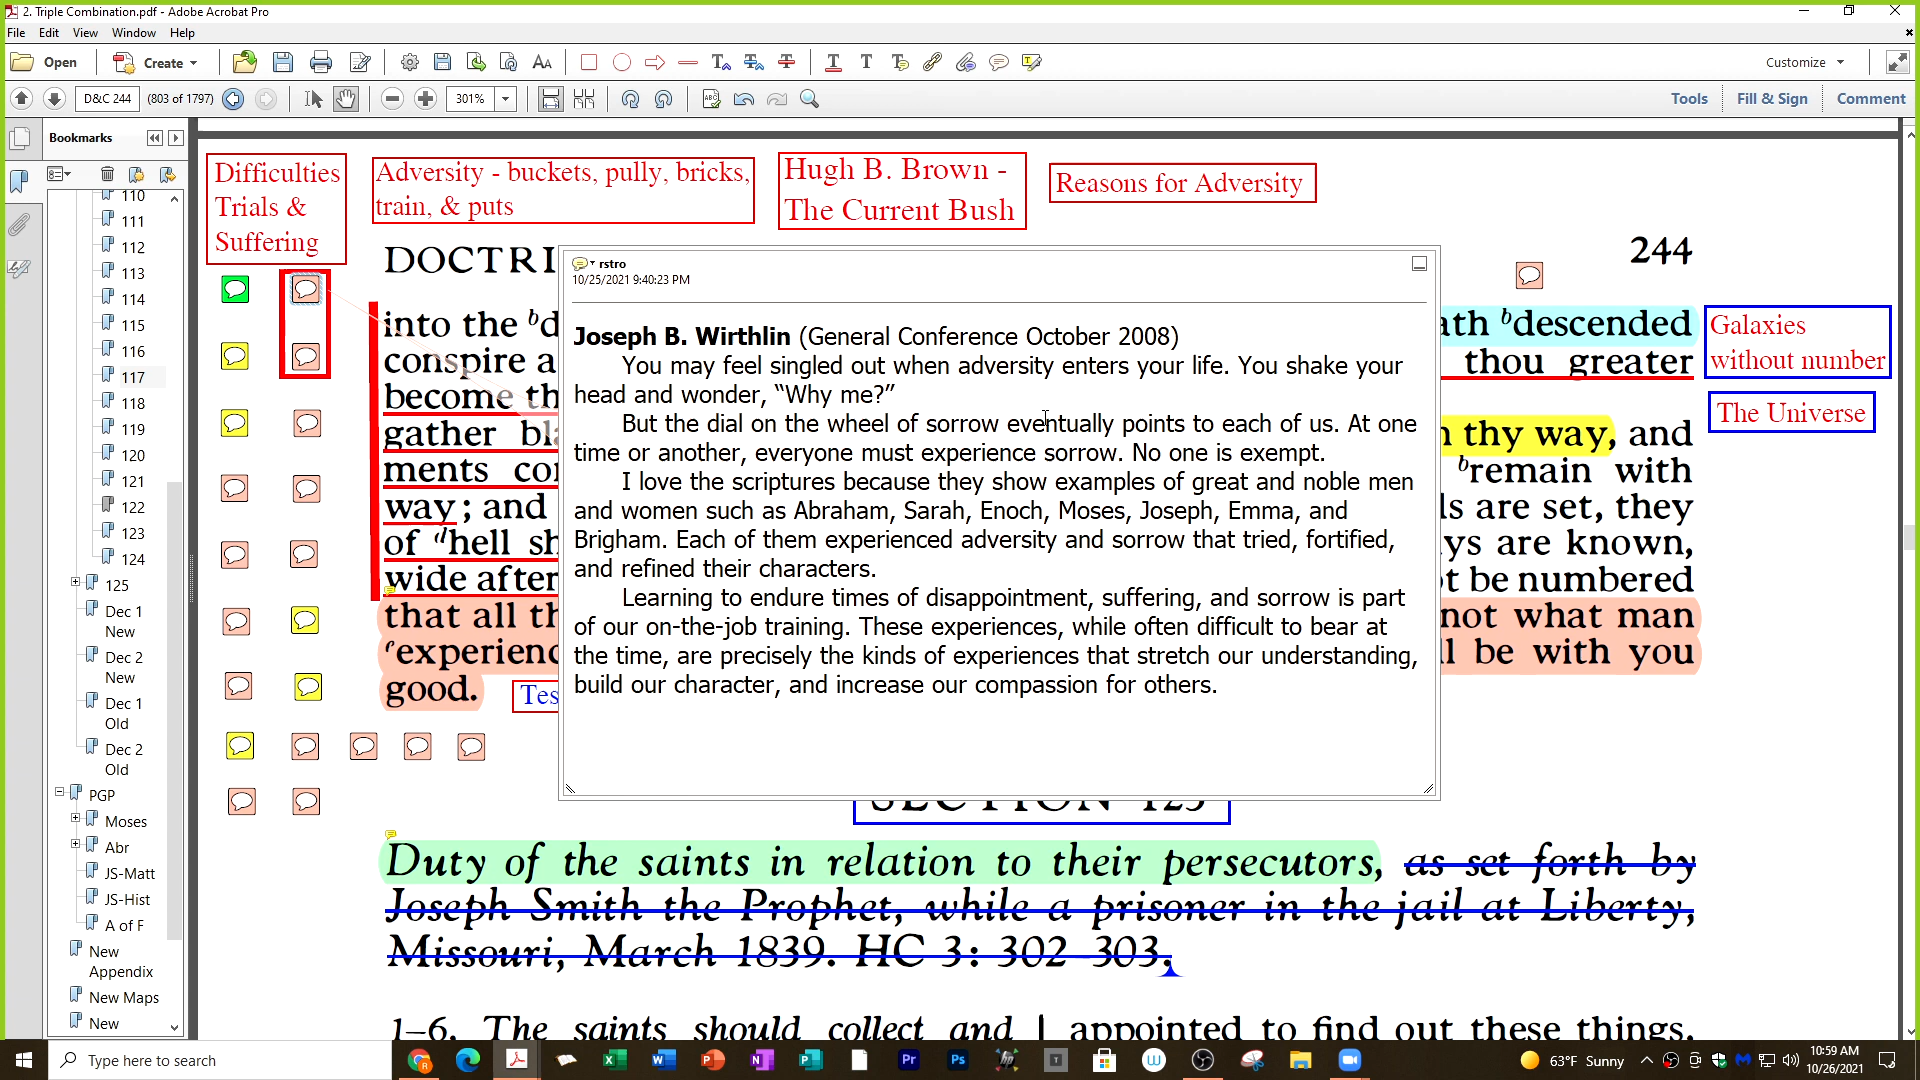 2. Triple Combination.pdf - Adobe Acrobat Pro
File Edit View Window Help
Open Create Customize
D&C 244 (803 of 1797) 301% Tools Fill & Sign Comment
Bookmarks
110
111
112
113
114
115
116
117
118
119
120
121
122
123
124
125
Dec 1
New
Dec 2
New
Dec 1
Old
Dec 2
Old
PGP
Moses
Abr
JS-Matt
JS-Hist
A of F
New
Appendix
New Maps
New
Difficulties
Trials &
Suffering
Adversity - buckets, pully, bricks,
train, & puts
Hugh B. Brown -
The Current Bush
Reasons for Adversity
DOCTRI
244
into the b
conspire a
become th
gather bl
ments co
way; and
of d hell sh
wide after
that all th
experienc
good.
Tes
rstro
10/25/2021 9:40:23 PM
Joseph B. Wirthlin (General Conference October 2008)
You may feel singled out when adversity enters your life. You shake your
head and wonder, “Why me?”
But the dial on the wheel of sorrow eventually points to each of us. At one
time or another, everyone must experience sorrow. No one is exempt.
I love the scriptures because they show examples of great and noble men
and women such as Abraham, Sarah, Enoch, Moses, Joseph, Emma, and
Brigham. Each of them experienced adversity and sorrow that tried, fortified,
and refined their characters.
Learning to endure times of disappointment, suffering, and sorrow is part
of our on-the-job training. These experiences, while often difficult to bear at
the time, are precisely the kinds of experiences that stretch our understanding,
build our character, and increase our compassion for others.
ath b descended
thou greater
thy way, and
b remain with
s are set, they
ys are known,
t be numbered
not what man
l be with you
Galaxies
without number
The Universe
SECTION 123
Duty of the saints in relation to their persecutors, as set forth by
Joseph Smith the Prophet, while a prisoner in the jail at Liberty,
Missouri, March 1839. HC 3: 302–303.
1–6, The saints should collect and
appointed to find out these things,
Type here to search
63°F Sunny
10:59 AM
10/26/2021